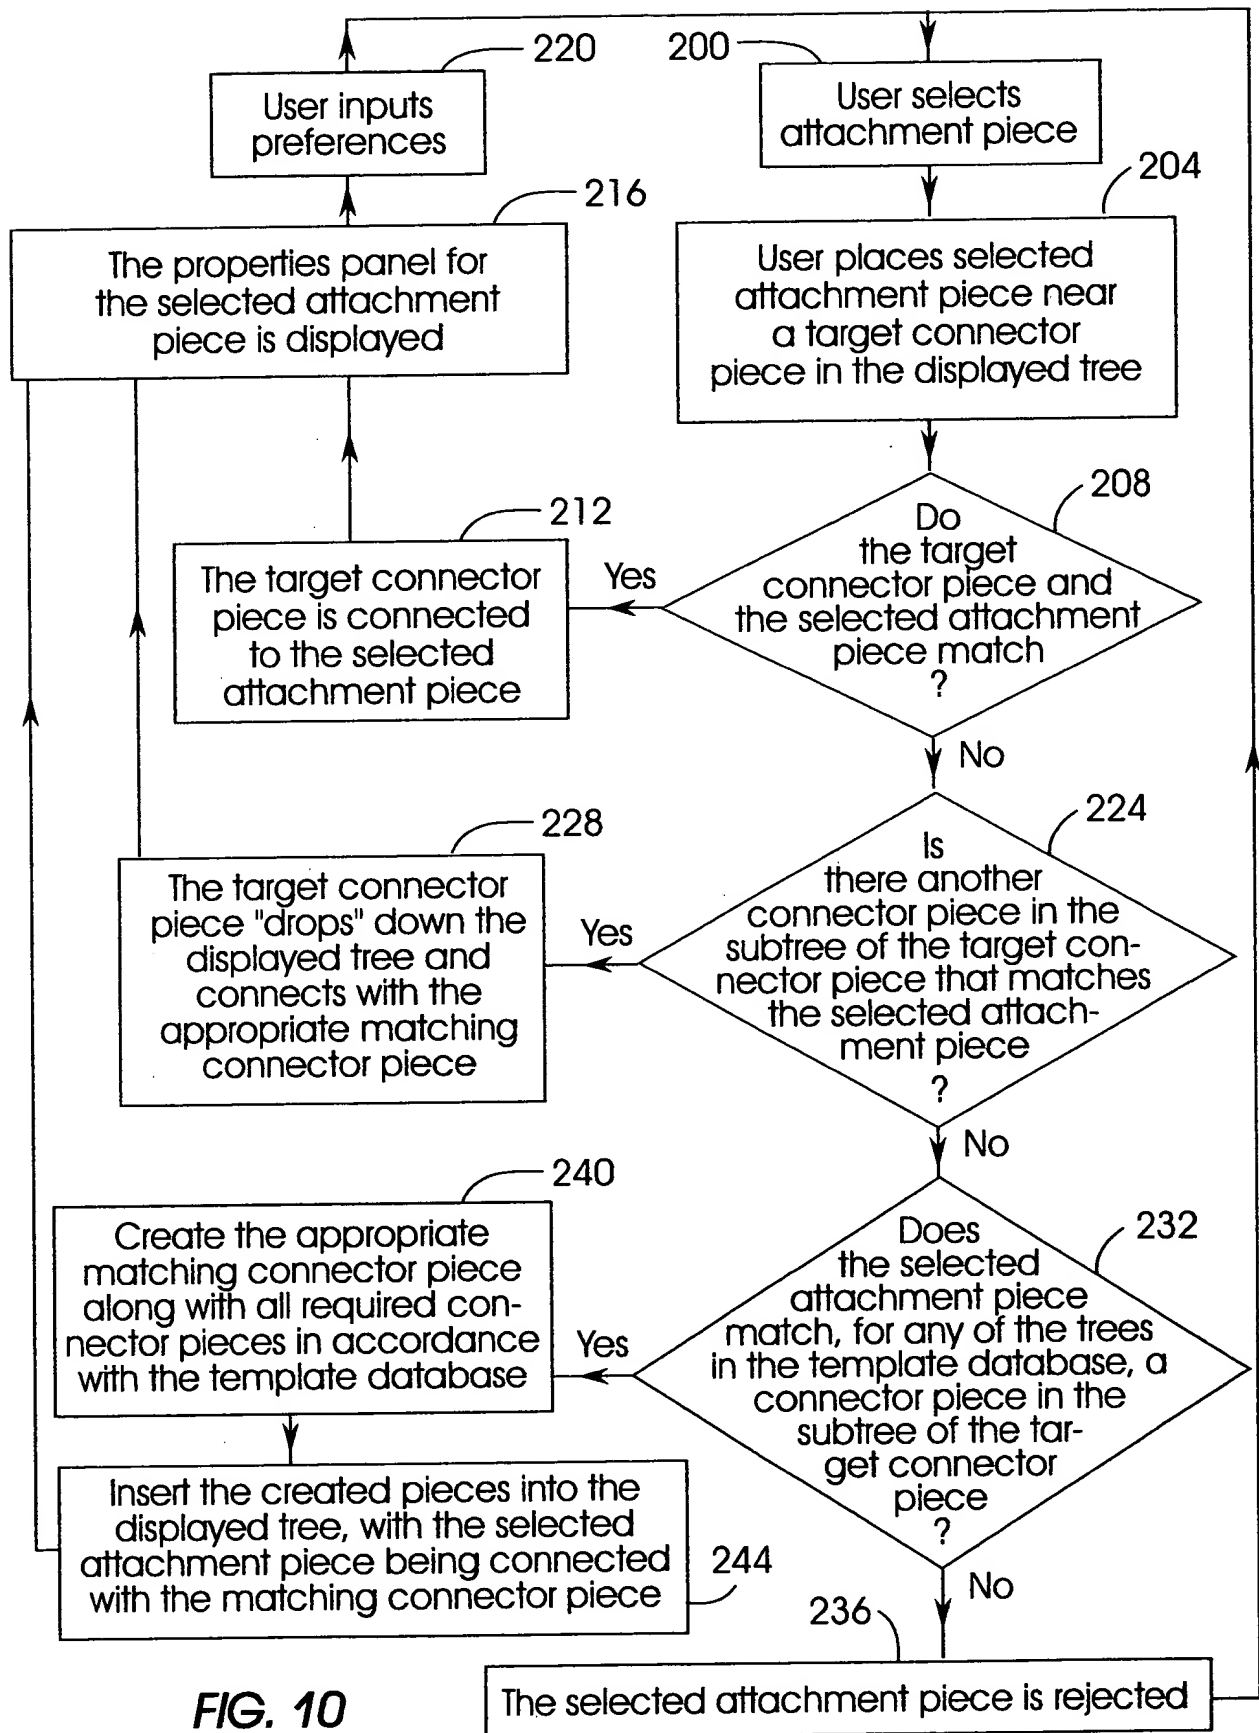 220
User inputs
preferences
200
User selects
attachment piece
216
The properties panel for
the selected attachment
piece is displayed
204
User places selected
attachment piece near
a target connector
piece in the displayed tree
212
The target connector
piece is connected
to the selected
attachment piece
Yes
208
Do
the target
connector piece and
the selected attachment
piece match
?
No
228
The target connector
piece "drops" down the
displayed tree and
connects with the
appropriate matching
connector piece
Yes
224
Is
there another
connector piece in the
subtree of the target con-
nector piece that matches
the selected attach-
ment piece
?
No
240
Create the appropriate
matching connector piece
along with all required con-
nector pieces in accordance
with the template database
Yes
232
Does
the selected
attachment piece
match, for any of the trees
in the template database, a
connector piece in the
subtree of the tar-
get connector
piece
?
No
Insert the created pieces into the
displayed tree, with the selected
attachment piece being connected
with the matching connector piece
244
236
The selected attachment piece is rejected
FIG. 10